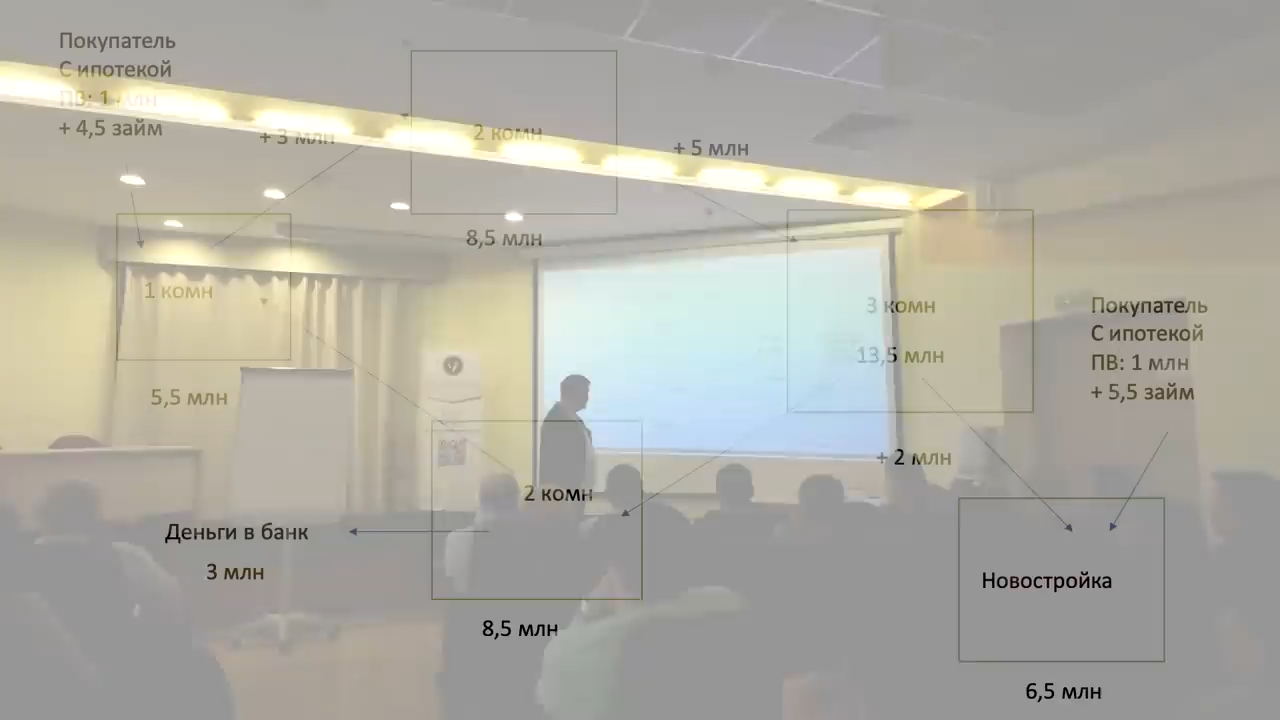 Покупатель
С ипотекой
ПВ: 1 млн
+ 4,5 займ
+ 3 млн
2 комн
8,5 млн
+ 5 млн
1 комн
5,5 млн
3 комн
13,5 млн
Покупатель
С ипотекой
ПВ: 1 млн
+ 5,5 займ
+ 2 млн
2 комн
8,5 млн
Деньги в банк
3 млн
Новостройка
6,5 млн